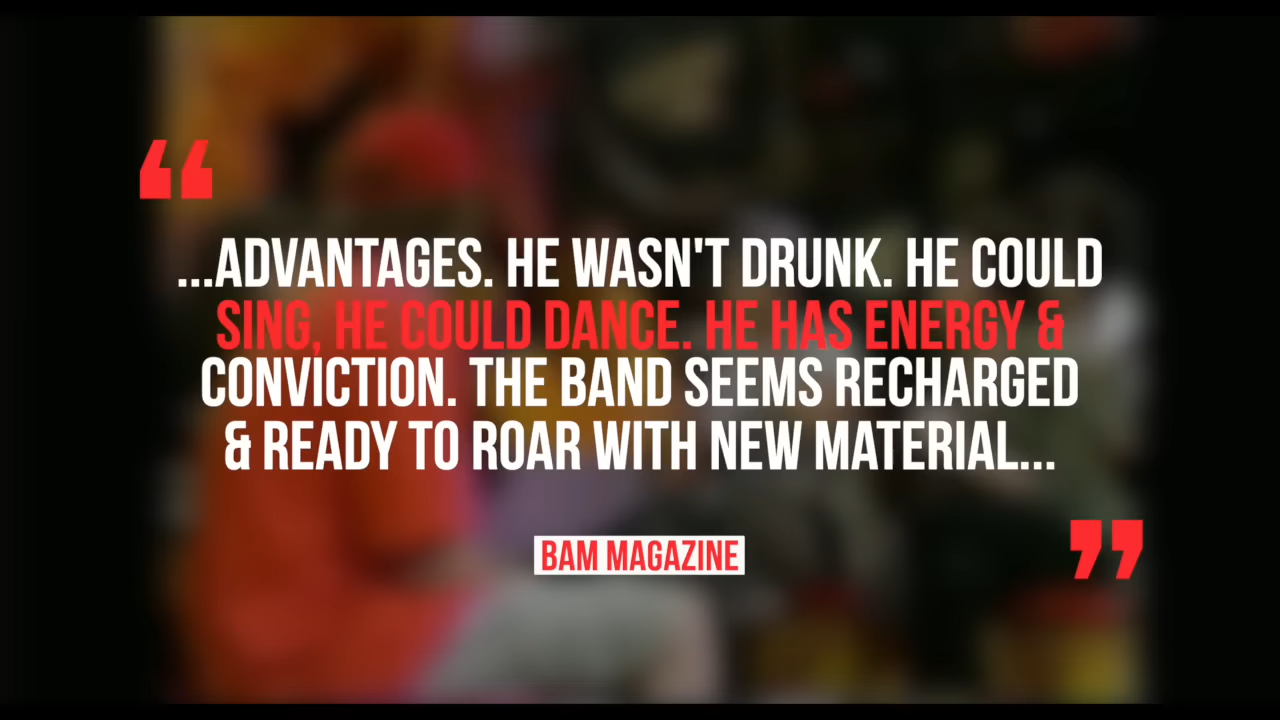 “
...ADVANTAGES. HE WASN'T DRUNK. HE COULD
SING, HE COULD DANCE. HE HAS ENERGY &
CONVICTION. THE BAND SEEMS RECHARGED
& READY TO ROAR WITH NEW MATERIAL...
BAM MAGAZINE
”